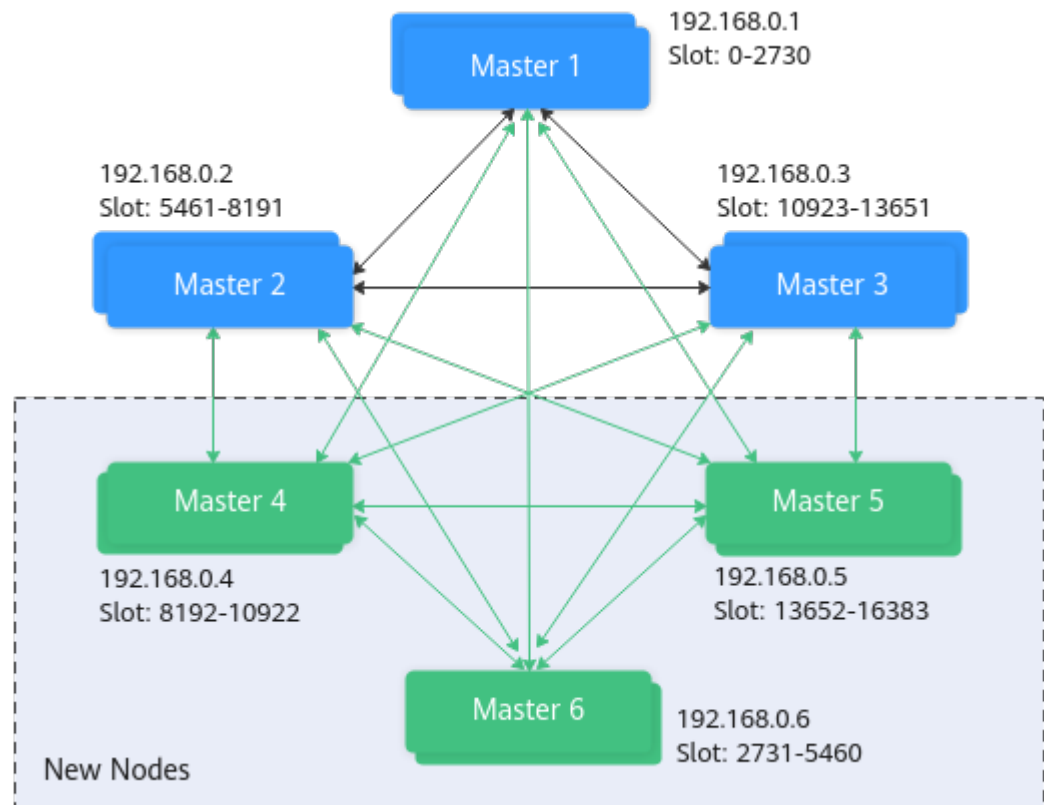 192.168.0.1
Slot: 0-2730
Master 1
192.168.0.2
Slot: 5461-8191
192.168.0.3
Slot: 10923-13651
Master 2
Master 3
Master 4
Master 5
192.168.0.4
Slot: 8192-10922
192.168.0.5
Slot: 13652-16383
Master 6
192.168.0.6
Slot: 2731-5460
New Nodes